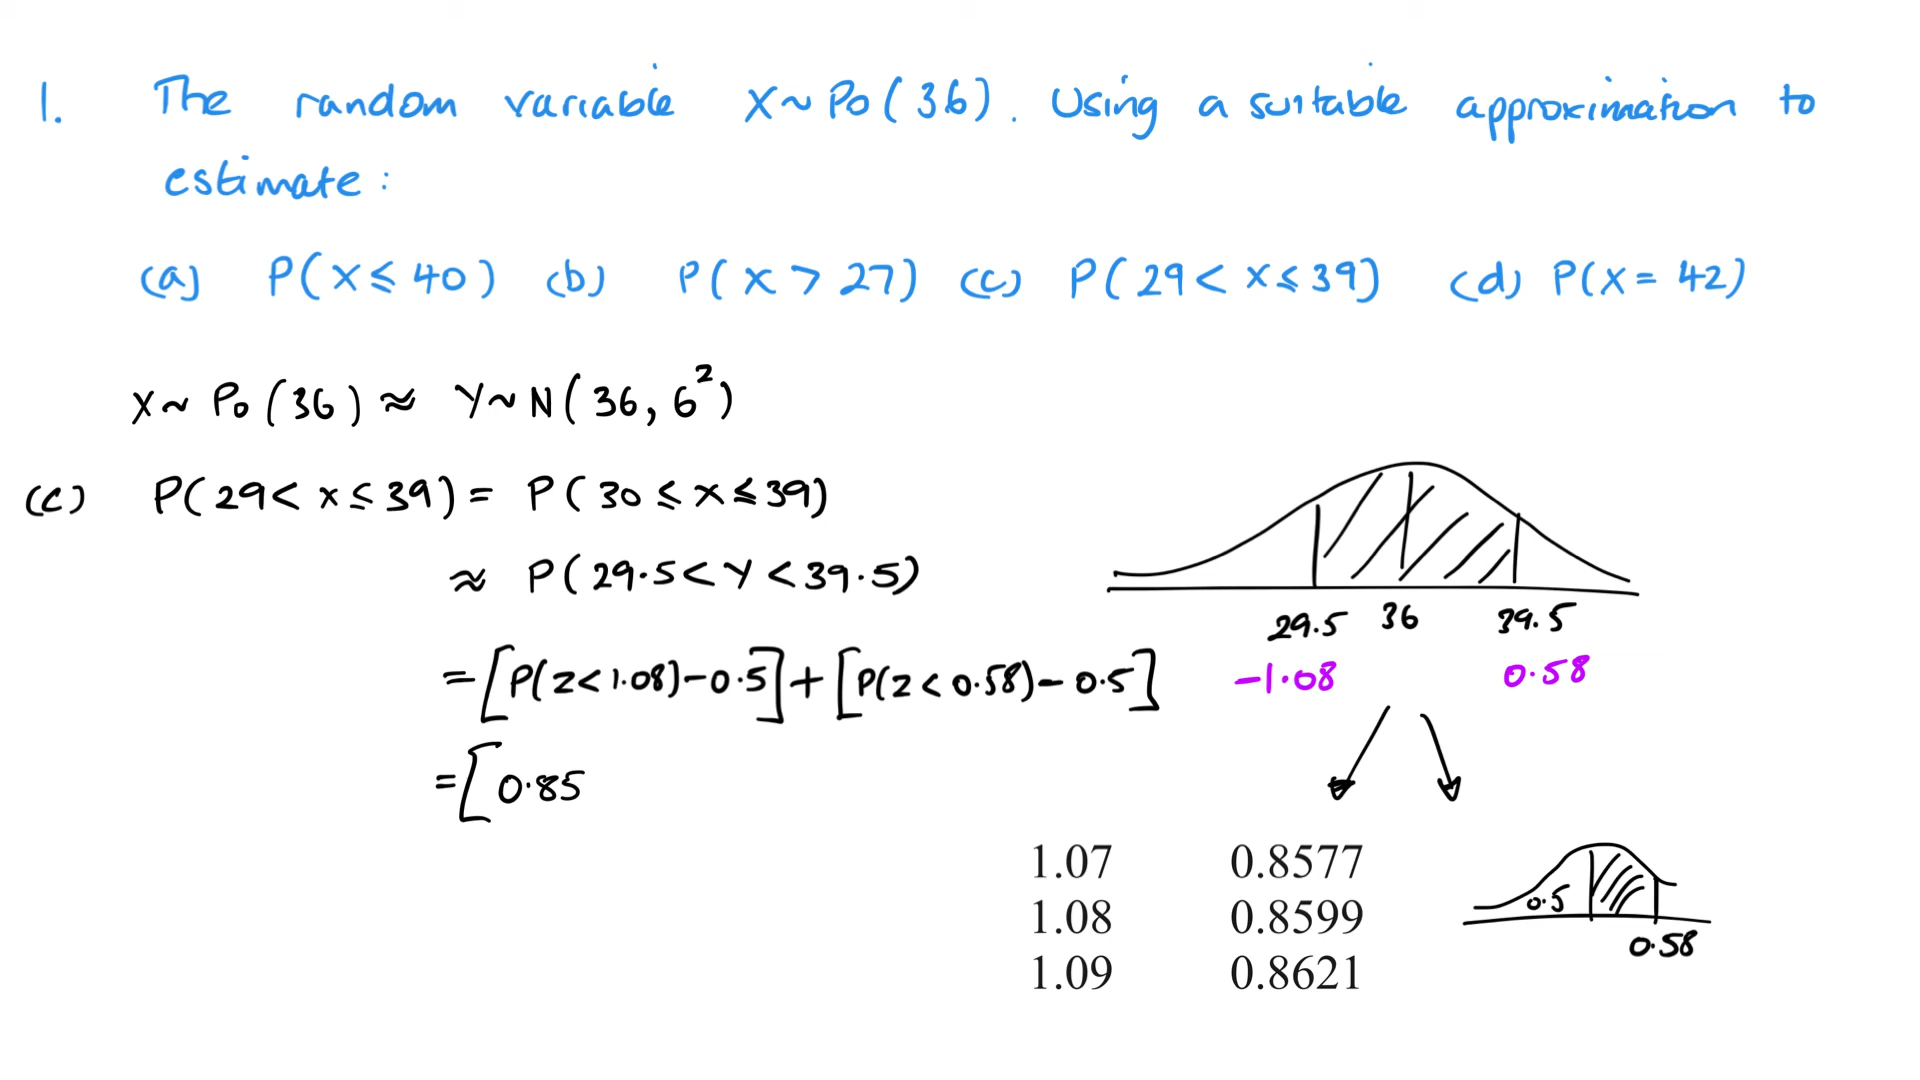 1. The random variable X~Po(36). Using a suitable approximation to
estimate:
(a) P(X≤40) (b) P(X>27) (c) P(29<X≤39) (d) P(X=42)
X~Po(36) ≈ Y~N(36, 6²)
(c) P(29<X≤39) = P(30≤X≤39)
≈ P(29.5<Y<39.5)
= [P(Z<1.08)-0.5] + [P(Z<0.58)-0.5]
= [0.85
29.5 36 39.5
-1.08 0.58
1.07 0.8577
1.08 0.8599
1.09 0.8621
0.5
0.58